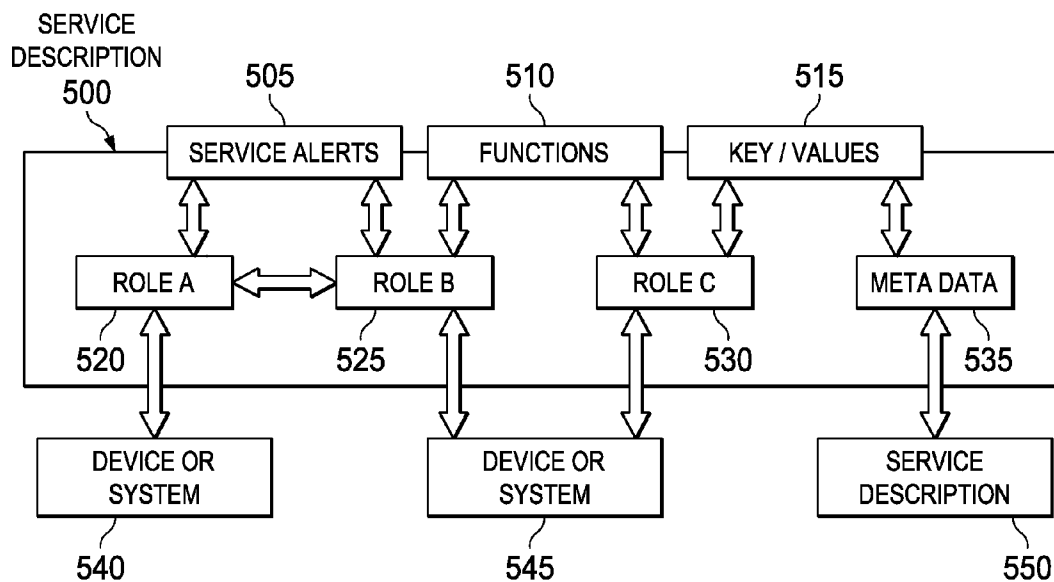 SERVICE
DESCRIPTION
500
505
510
515
SERVICE ALERTS
FUNCTIONS
KEY / VALUES
ROLE A
ROLE B
ROLE C
META DATA
520
525
530
535
DEVICE OR
SYSTEM
DEVICE OR
SYSTEM
SERVICE
DESCRIPTION
540
545
550